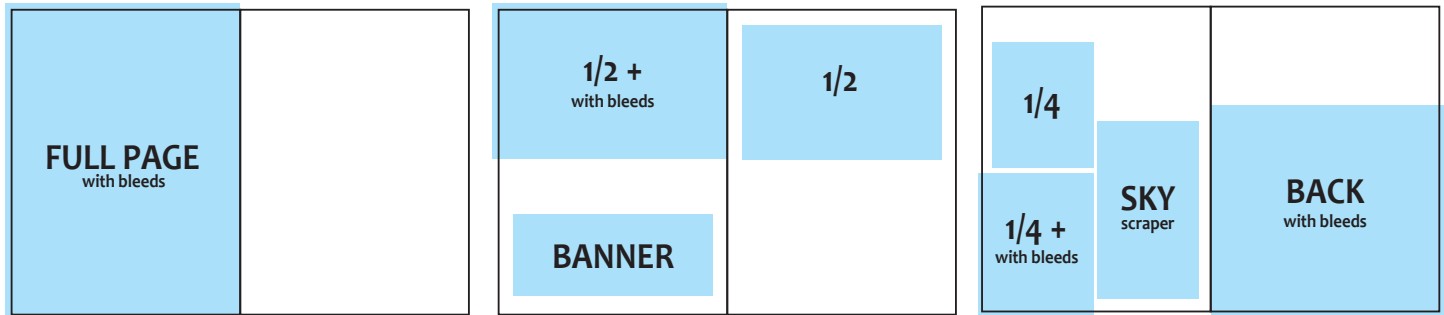 FULL PAGE
with bleeds
1/2 +
with bleeds
BANNER
1/2
1/4
1/4 +
with bleeds
SKY
scraper
BACK
with bleeds